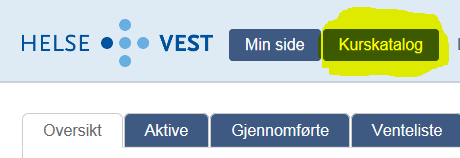 HELSE VEST Min side Kurskatalog
Oversikt Aktive Gjennomførte Venteliste